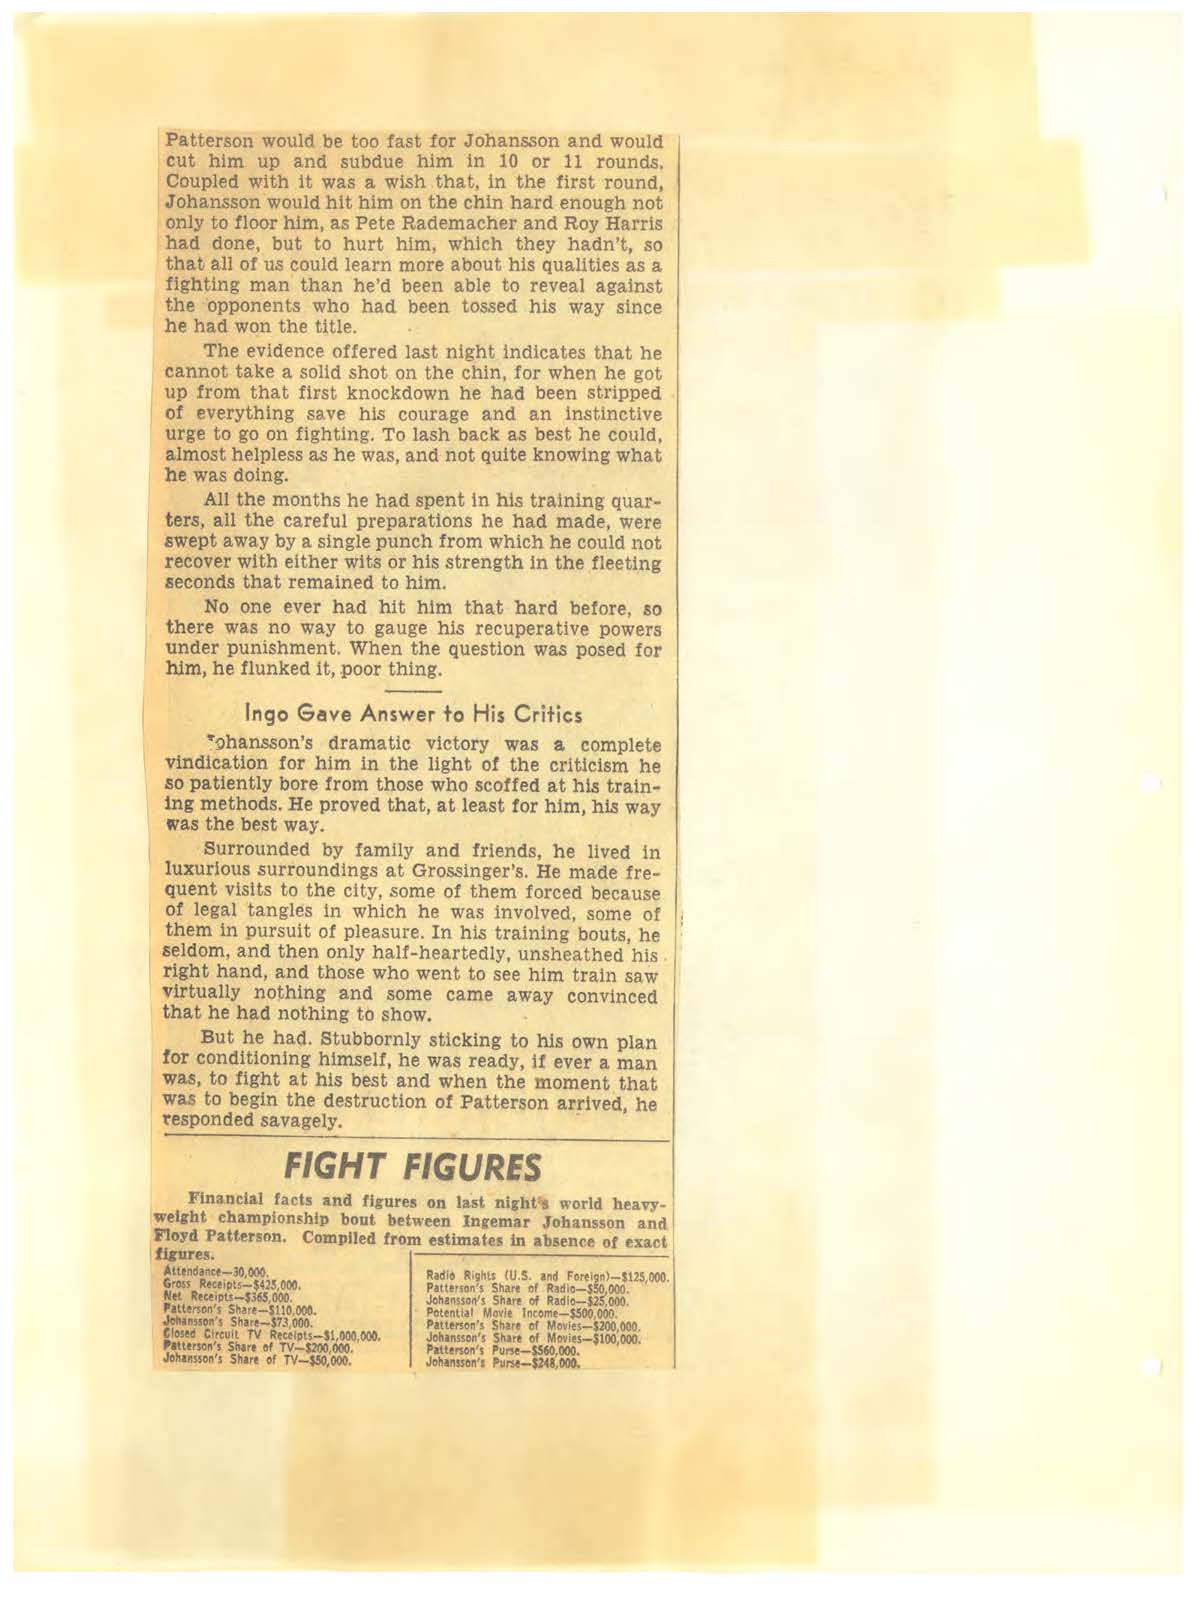 Patterson would be too fast for Johansson and would
cut him up and subdue him in 10 or 11 rounds.
Coupled with it was a wish that, in the first round,
Johansson would hit him on the chin hard enough not
only to floor him, as Pete Rademacher and Roy Harris
had done, but to hurt him, which they hadn't, so
that all of us could learn more about his qualities as a
fighting man than he'd been able to reveal against
the opponents who had been tossed his way since
he had won the title.
The evidence offered last night indicates that he
cannot take a solid shot on the chin, for when he got
up from that first knockdown he had been stripped
of everything save his courage and an instinctive
urge to go on fighting. To lash back as best he could,
almost helpless as he was, and not quite knowing what
he was doing.
All the months he had spent in his training quar-
ters, all the careful preparations he had made, were
swept away by a single punch from which he could not
recover with either wits or his strength in the fleeting
seconds that remained to him.
No one ever had hit him that hard before, so
there was no way to gauge his recuperative powers
under punishment. When the question was posed for
him, he flunked it, poor thing.
Ingo Gave Answer to His Critics
Johansson's dramatic victory was a complete
vindication for him in the light of the criticism he
so patiently bore from those who scoffed at his train-
ing methods. He proved that, at least for him, his way
was the best way.
Surrounded by family and friends, he lived in
luxurious surroundings at Grossinger's. He made fre-
quent visits to the city, some of them forced because
of legal tangles in which he was involved, some of
them in pursuit of pleasure. In his training bouts, he
seldom, and then only half-heartedly, unsheathed his
right hand, and those who went to see him train saw
virtually nothing and some came away convinced
that he had nothing to show.
But he had. Stubbornly sticking to his own plan
for conditioning himself, he was ready, if ever a man
was, to fight at his best and when the moment that
was to begin the destruction of Patterson arrived, he
responded savagely.
FIGHT FIGURES
Financial facts and figures on last night's world heavy-
weight championship bout between Ingemar Johansson and
Floyd Patterson. Compiled from estimates in absence of exact
figures.
Attendance—30,000.
Gross Receipts—$425,000.
Net Receipts—$365,000.
Patterson's Share—$110,000.
Johansson's Share—$73,000.
Closed Circuit TV Receipts—$1,000,000.
Patterson's Share of TV—$200,000.
Johansson's Share of TV—$50,000.
Radio Rights (U.S. and Foreign)—$125,000.
Patterson's Share of Radio—$50,000.
Johansson's Share of Radio—$25,000.
Potential Movie Income—$500,000.
Patterson's Share of Movies—$200,000.
Johansson's Share of Movies—$100,000.
Patterson's Purse—$560,000.
Johansson's Purse—$248,000.